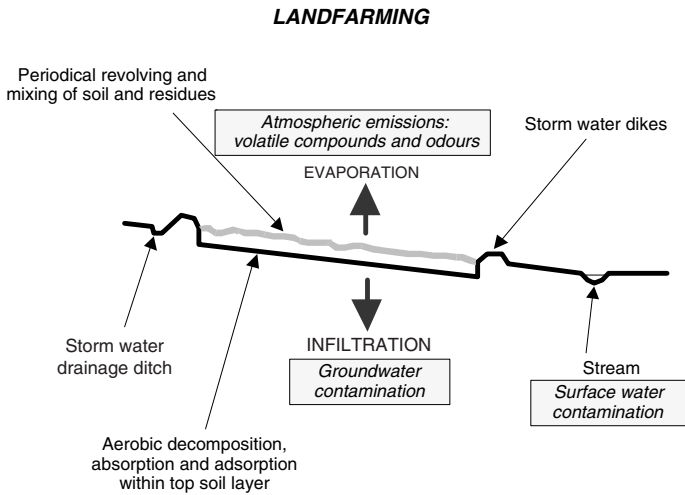 LANDFARMING
Periodical revolving and
mixing of soil and residues
Atmospheric emissions:
volatile compounds and odours
Storm water dikes
EVAPORATION
INFILTRATION
Groundwater
contamination
Storm water
drainage ditch
Stream
Surface water
contamination
Aerobic decomposition,
absorption and adsorption
within top soil layer